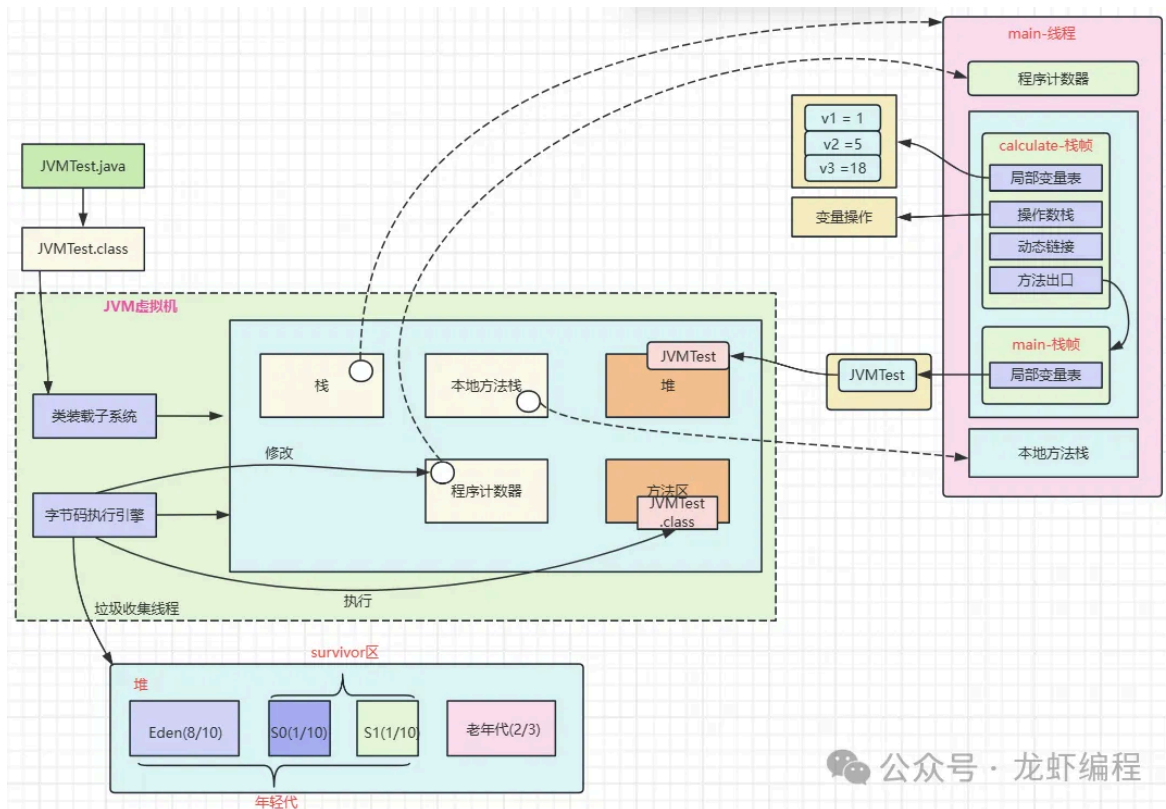 main-线程
程序计数器
v1 = 1
v2 =5
v3 =18
变量操作
calculate-栈帧
局部变量表
操作数栈
动态链接
方法出口
main-栈帧
局部变量表
本地方法栈
JVMTest.java
JVMTest.class
JVM虚拟机
栈
本地方法栈
JVMTest
堆
JVMTest
类装载子系统
修改
字节码执行引擎
程序计数器
方法区
JVMTest
.class
执行
垃圾收集线程
survivor区
堆
Eden(8/10)
S0(1/10)
S1(1/10)
老年代(2/3)
年轻代
公众号 · 龙虾编程